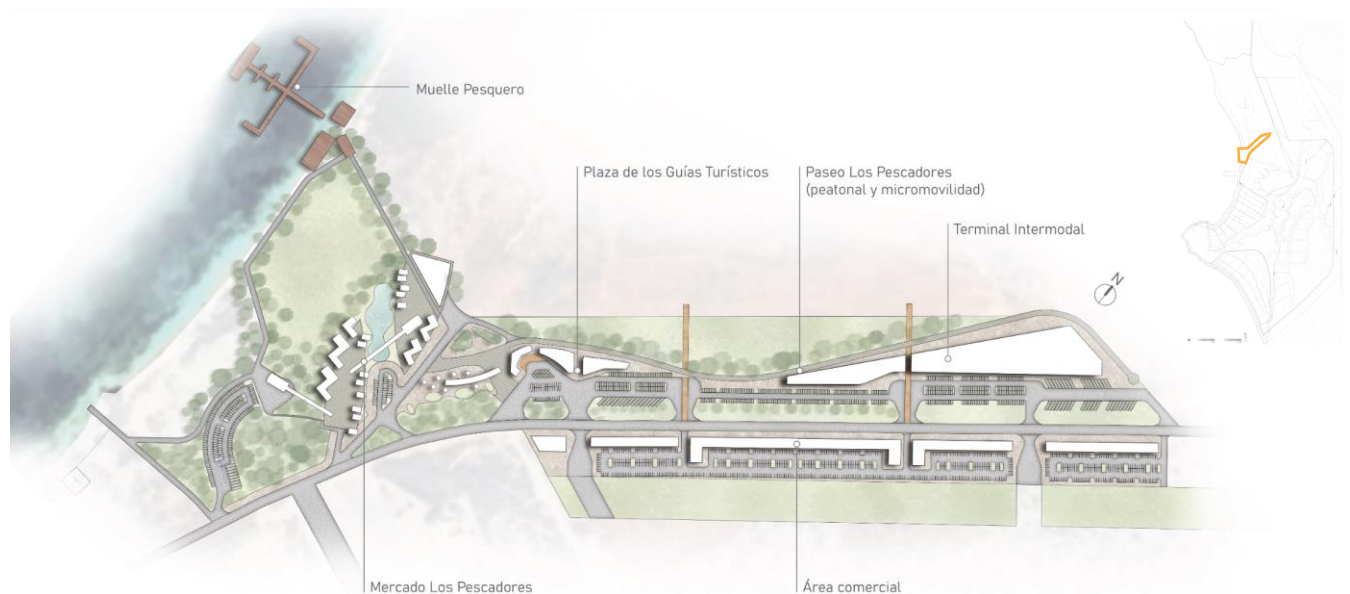 Muelle Pesquero
Plaza de los Guías Turísticos
Paseo Los Pescadores
(peatonal y micromovilidad)
Terminal Intermodal
N
Mercado Los Pescadores
Área comercial